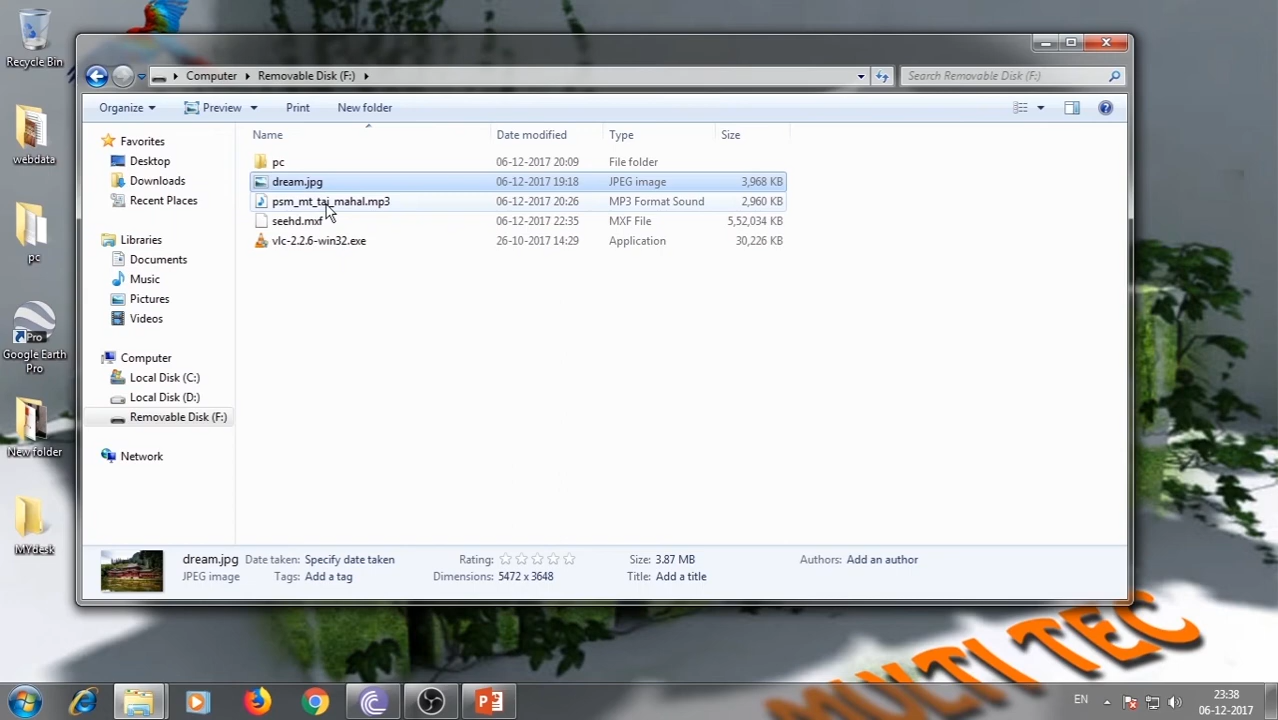 Recycle Bin
webdata
pc
Pro
Google Earth
Pro
New folder
MYdesk
Computer
Removable Disk (F:)
Search Removable Disk (F:)
Organize
Preview
Print
New folder
Favorites
Desktop
Downloads
Recent Places
Libraries
Documents
Music
Pictures
Videos
Computer
Local Disk (C:)
Local Disk (D:)
Removable Disk (F:)
Network
Name Date modified Type Size
pc 06-12-2017 20:09 File folder
dream.jpg 06-12-2017 19:18 JPEG image 3,968 KB
psm_mt_taj_mahal.mp3 06-12-2017 20:26 MP3 Format Sound 2,960 KB
seehd.mxf 06-12-2017 22:35 MXF File 5,52,034 KB
vlc-2.2.6-win32.exe 26-10-2017 14:29 Application 30,226 KB
dream.jpg Date taken: Specify date taken Rating: Size: 3.87 MB Authors: Add an author
JPEG image Tags: Add a tag Dimensions: 5472 x 3648 Title: Add a title
MULTI TEC
EN
23:38
06-12-2017